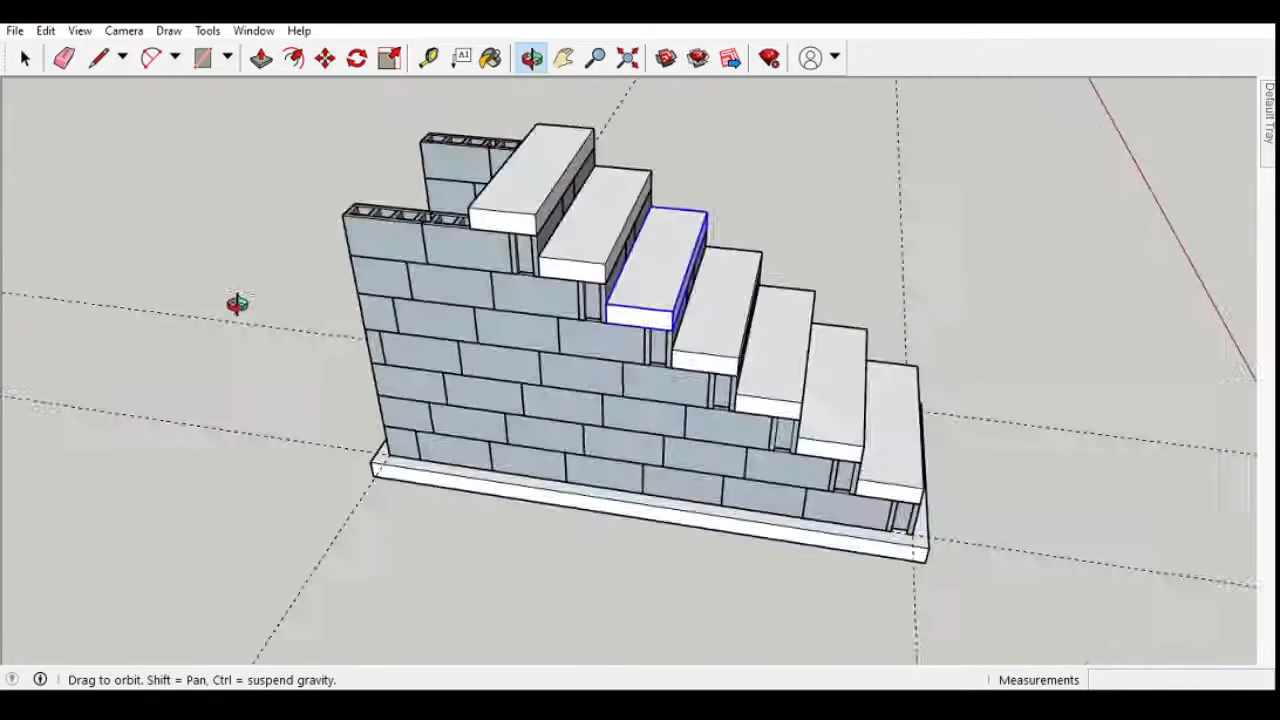 File Edit View Camera Draw Tools Window Help
A1
Default Tray
Drag to orbit. Shift = Pan, Ctrl = suspend gravity.
Measurements